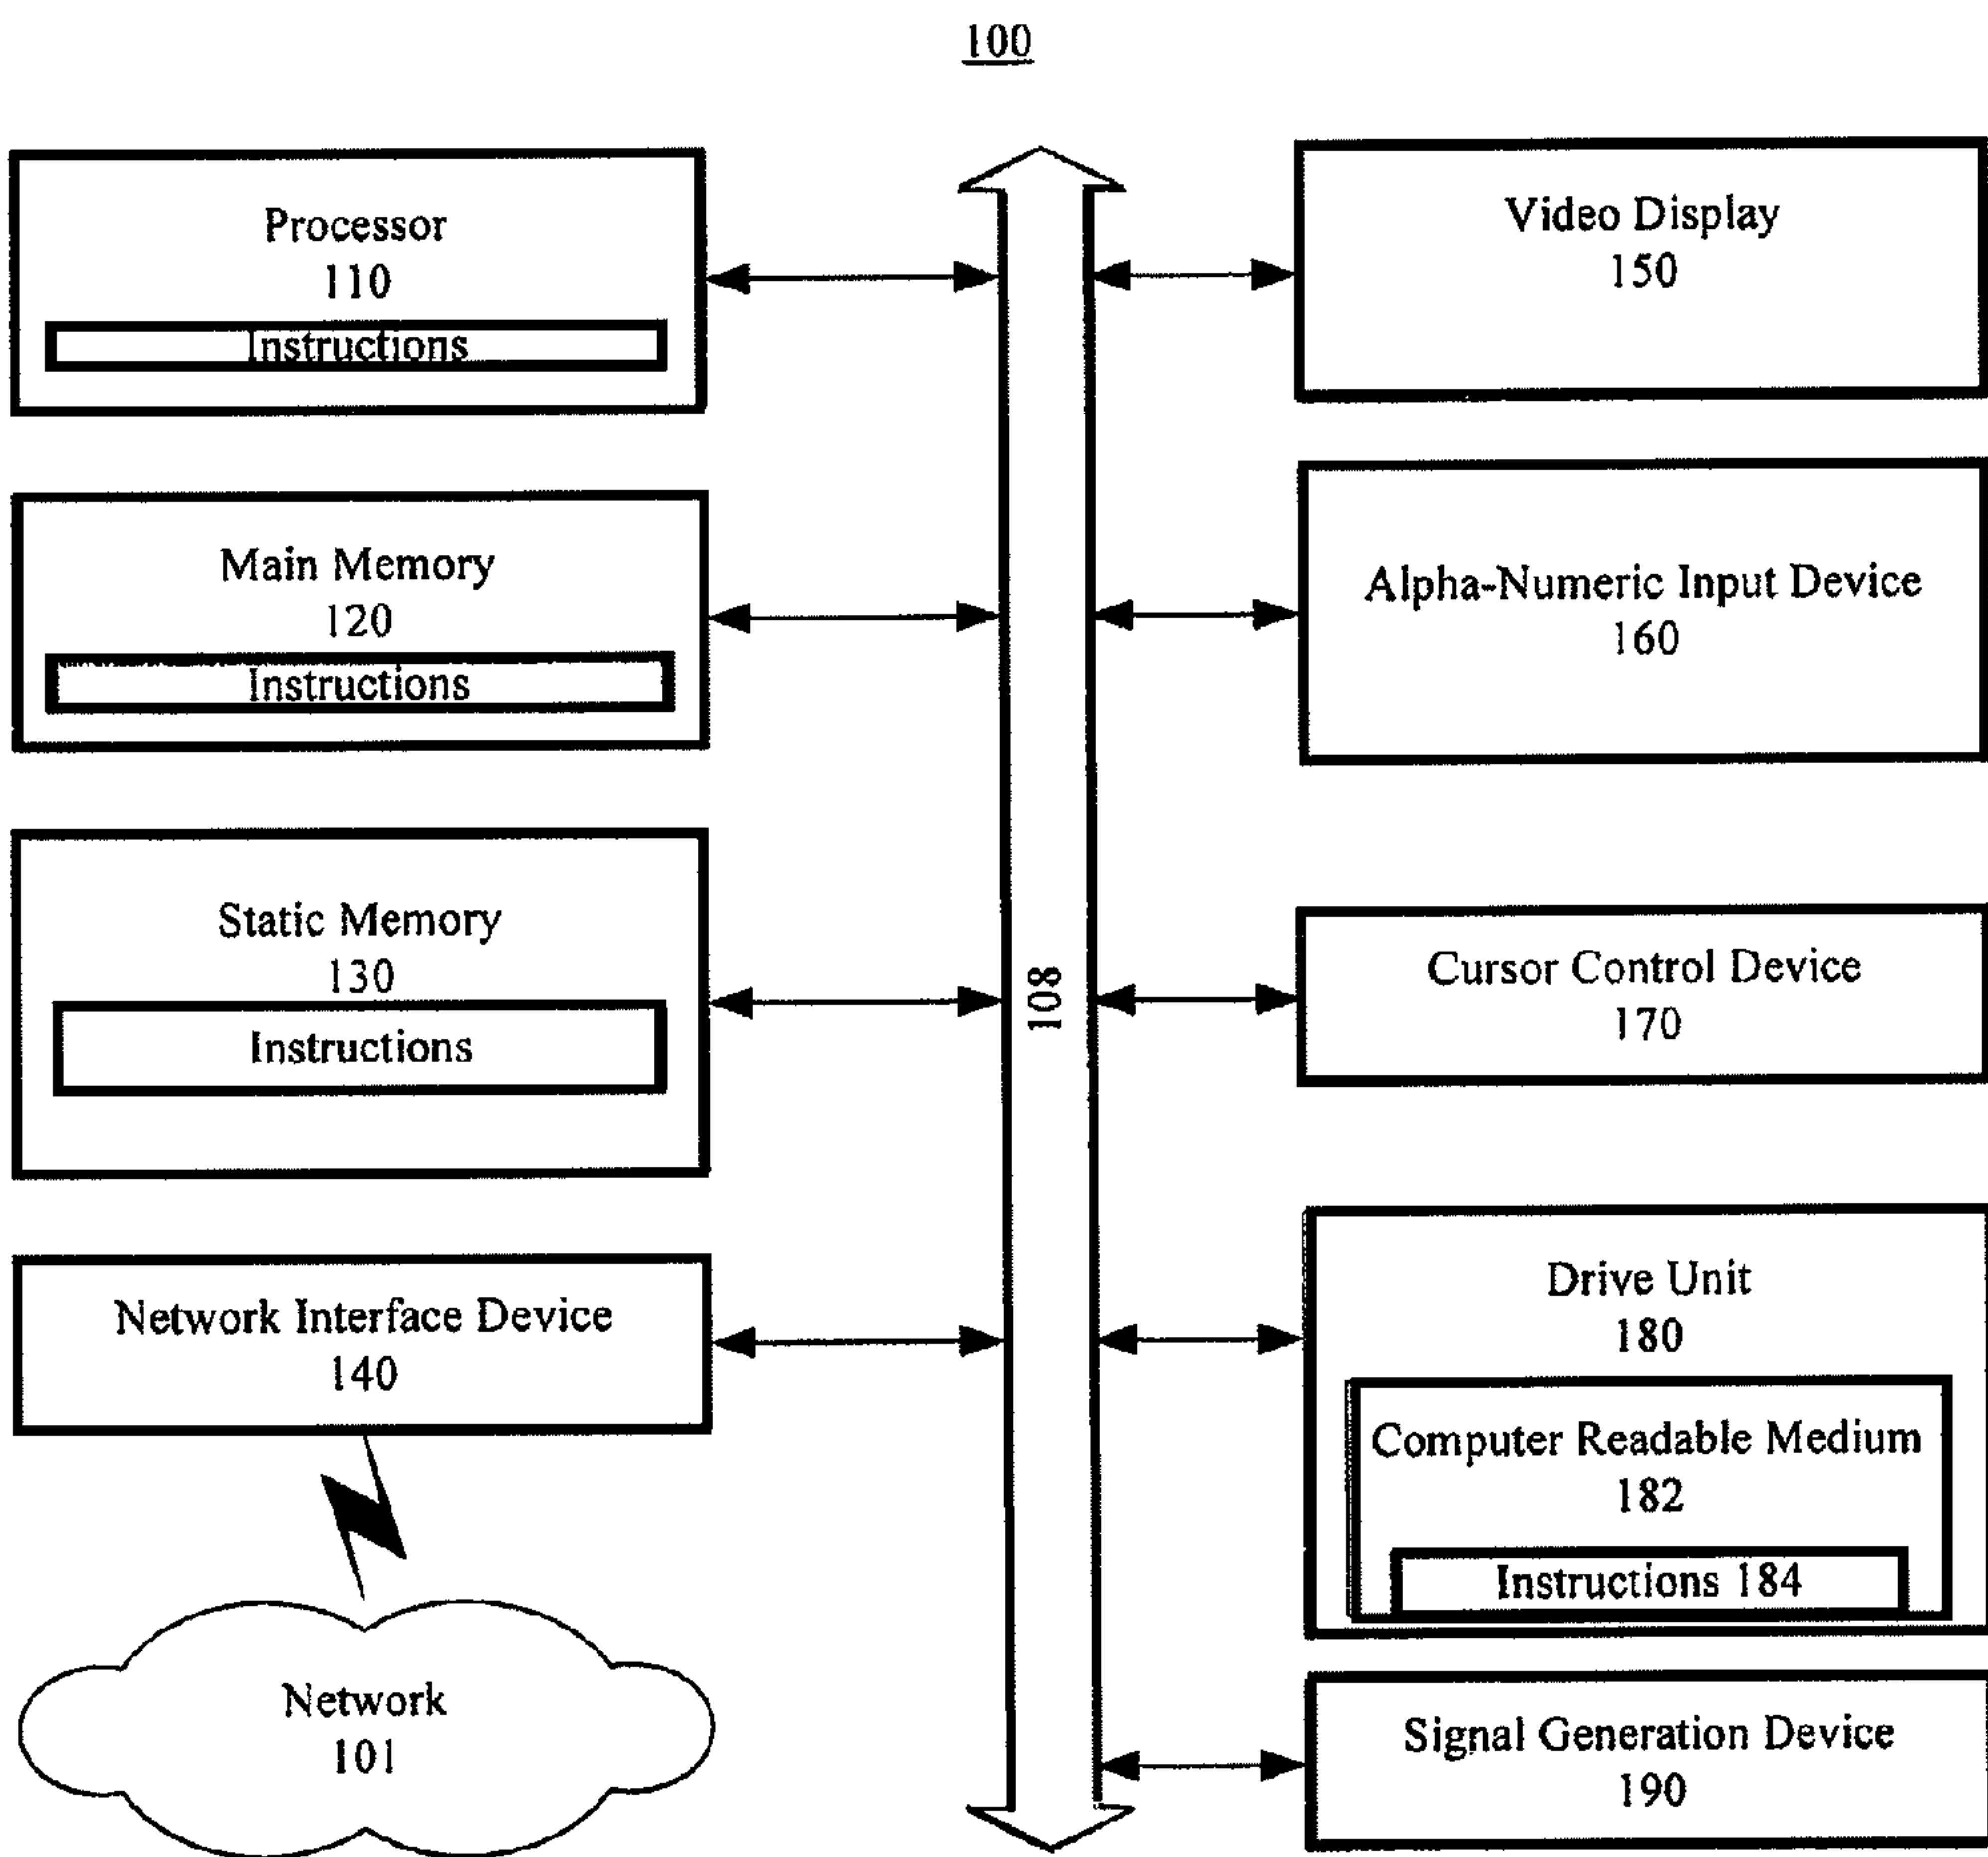 100
Processor
110
Instructions
Main Memory
120
Instructions
Static Memory
130
Instructions
Network Interface Device
140
Network
101
108
Video Display
150
Alpha-Numeric Input Device
160
Cursor Control Device
170
Drive Unit
180
Computer Readable Medium
182
Instructions 184
Signal Generation Device
190